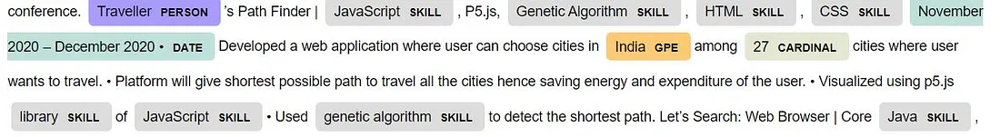 conference. Traveller PERSON 's Path Finder | JavaScript SKILL , P5.js, Genetic Algorithm SKILL , HTML SKILL , CSS SKILL November
2020 – December 2020 • DATE Developed a web application where user can choose cities in India GPE among 27 CARDINAL cities where user
wants to travel. • Platform will give shortest possible path to travel all the cities hence saving energy and expenditure of the user. • Visualized using p5.js
library SKILL of JavaScript SKILL • Used genetic algorithm SKILL to detect the shortest path. Let's Search: Web Browser | Core Java SKILL ,